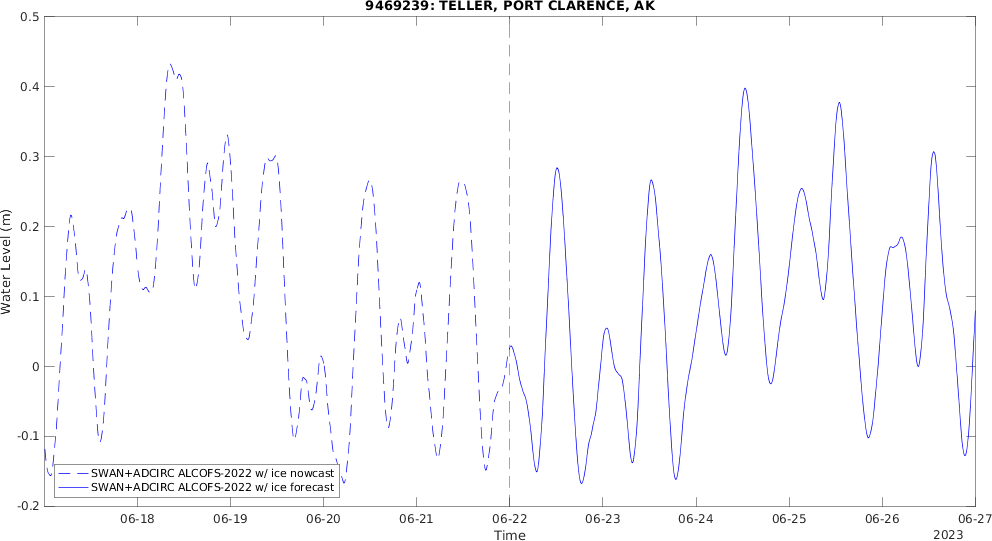 9469239: TELLER, PORT CLARENCE, AK
Water Level (m)
0.5
0.4
0.3
0.2
0.1
0
-0.1
-0.2
SWAN+ADCIRC ALCOFS-2022 w/ ice nowcast
SWAN+ADCIRC ALCOFS-2022 w/ ice forecast
06-18 06-19 06-20 06-21 06-22 06-23 06-24 06-25 06-26 06-27
Time
2023